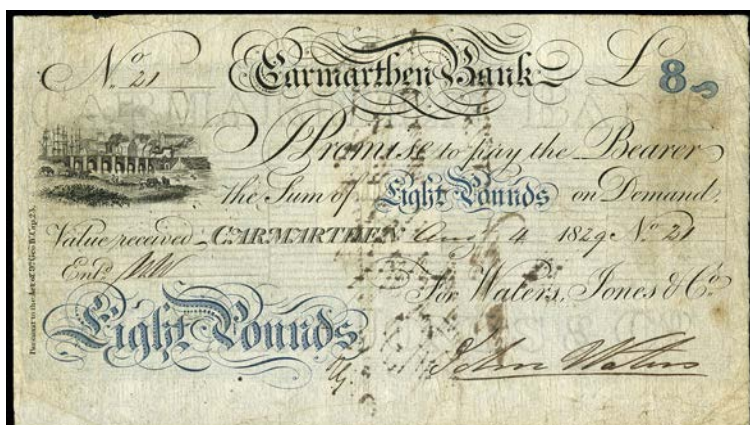 No 21 Carmarthen Bank £ 8
I Promise to pay the Bearer
the Sum of Eight Pounds on Demand.
Value received CARMARTHEN Augt 4 1829 No 21
Entd
For Waters, Jones & Co
Eight Pounds
John Waters